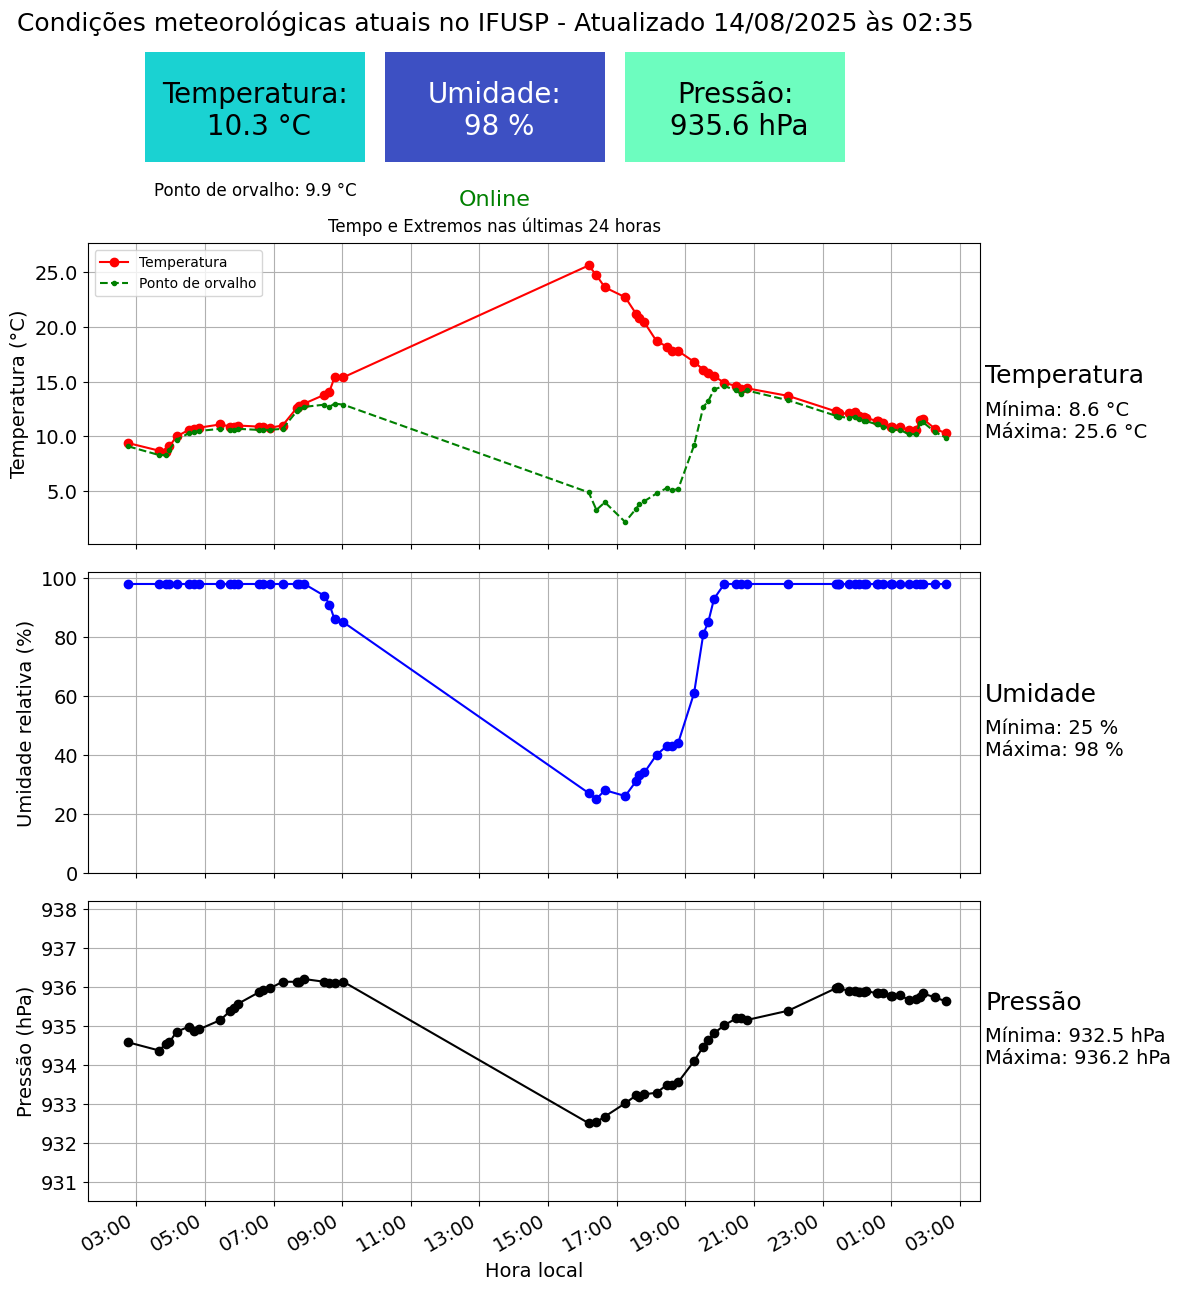 Condições meteorológicas atuais no IFUSP - Atualizado 14/08/2025 às 02:35
Temperatura:
10.3 °C
Umidade:
98 %
Pressão:
935.6 hPa
Ponto de orvalho: 9.9 °C
Online
Tempo e Extremos nas últimas 24 horas
Temperatura
Ponto de orvalho
Temperatura (°C)
25.0
20.0
15.0
10.0
5.0
Temperatura
Mínima: 8.6 °C
Máxima: 25.6 °C
Umidade relativa (%)
100
80
60
40
20
0
Umidade
Mínima: 25 %
Máxima: 98 %
Pressão (hPa)
938
937
936
935
934
933
932
931
Pressão
Mínima: 932.5 hPa
Máxima: 936.2 hPa
03:00 05:00 07:00 09:00 11:00 13:00 15:00 17:00 19:00 21:00 23:00 01:00 03:00
Hora local